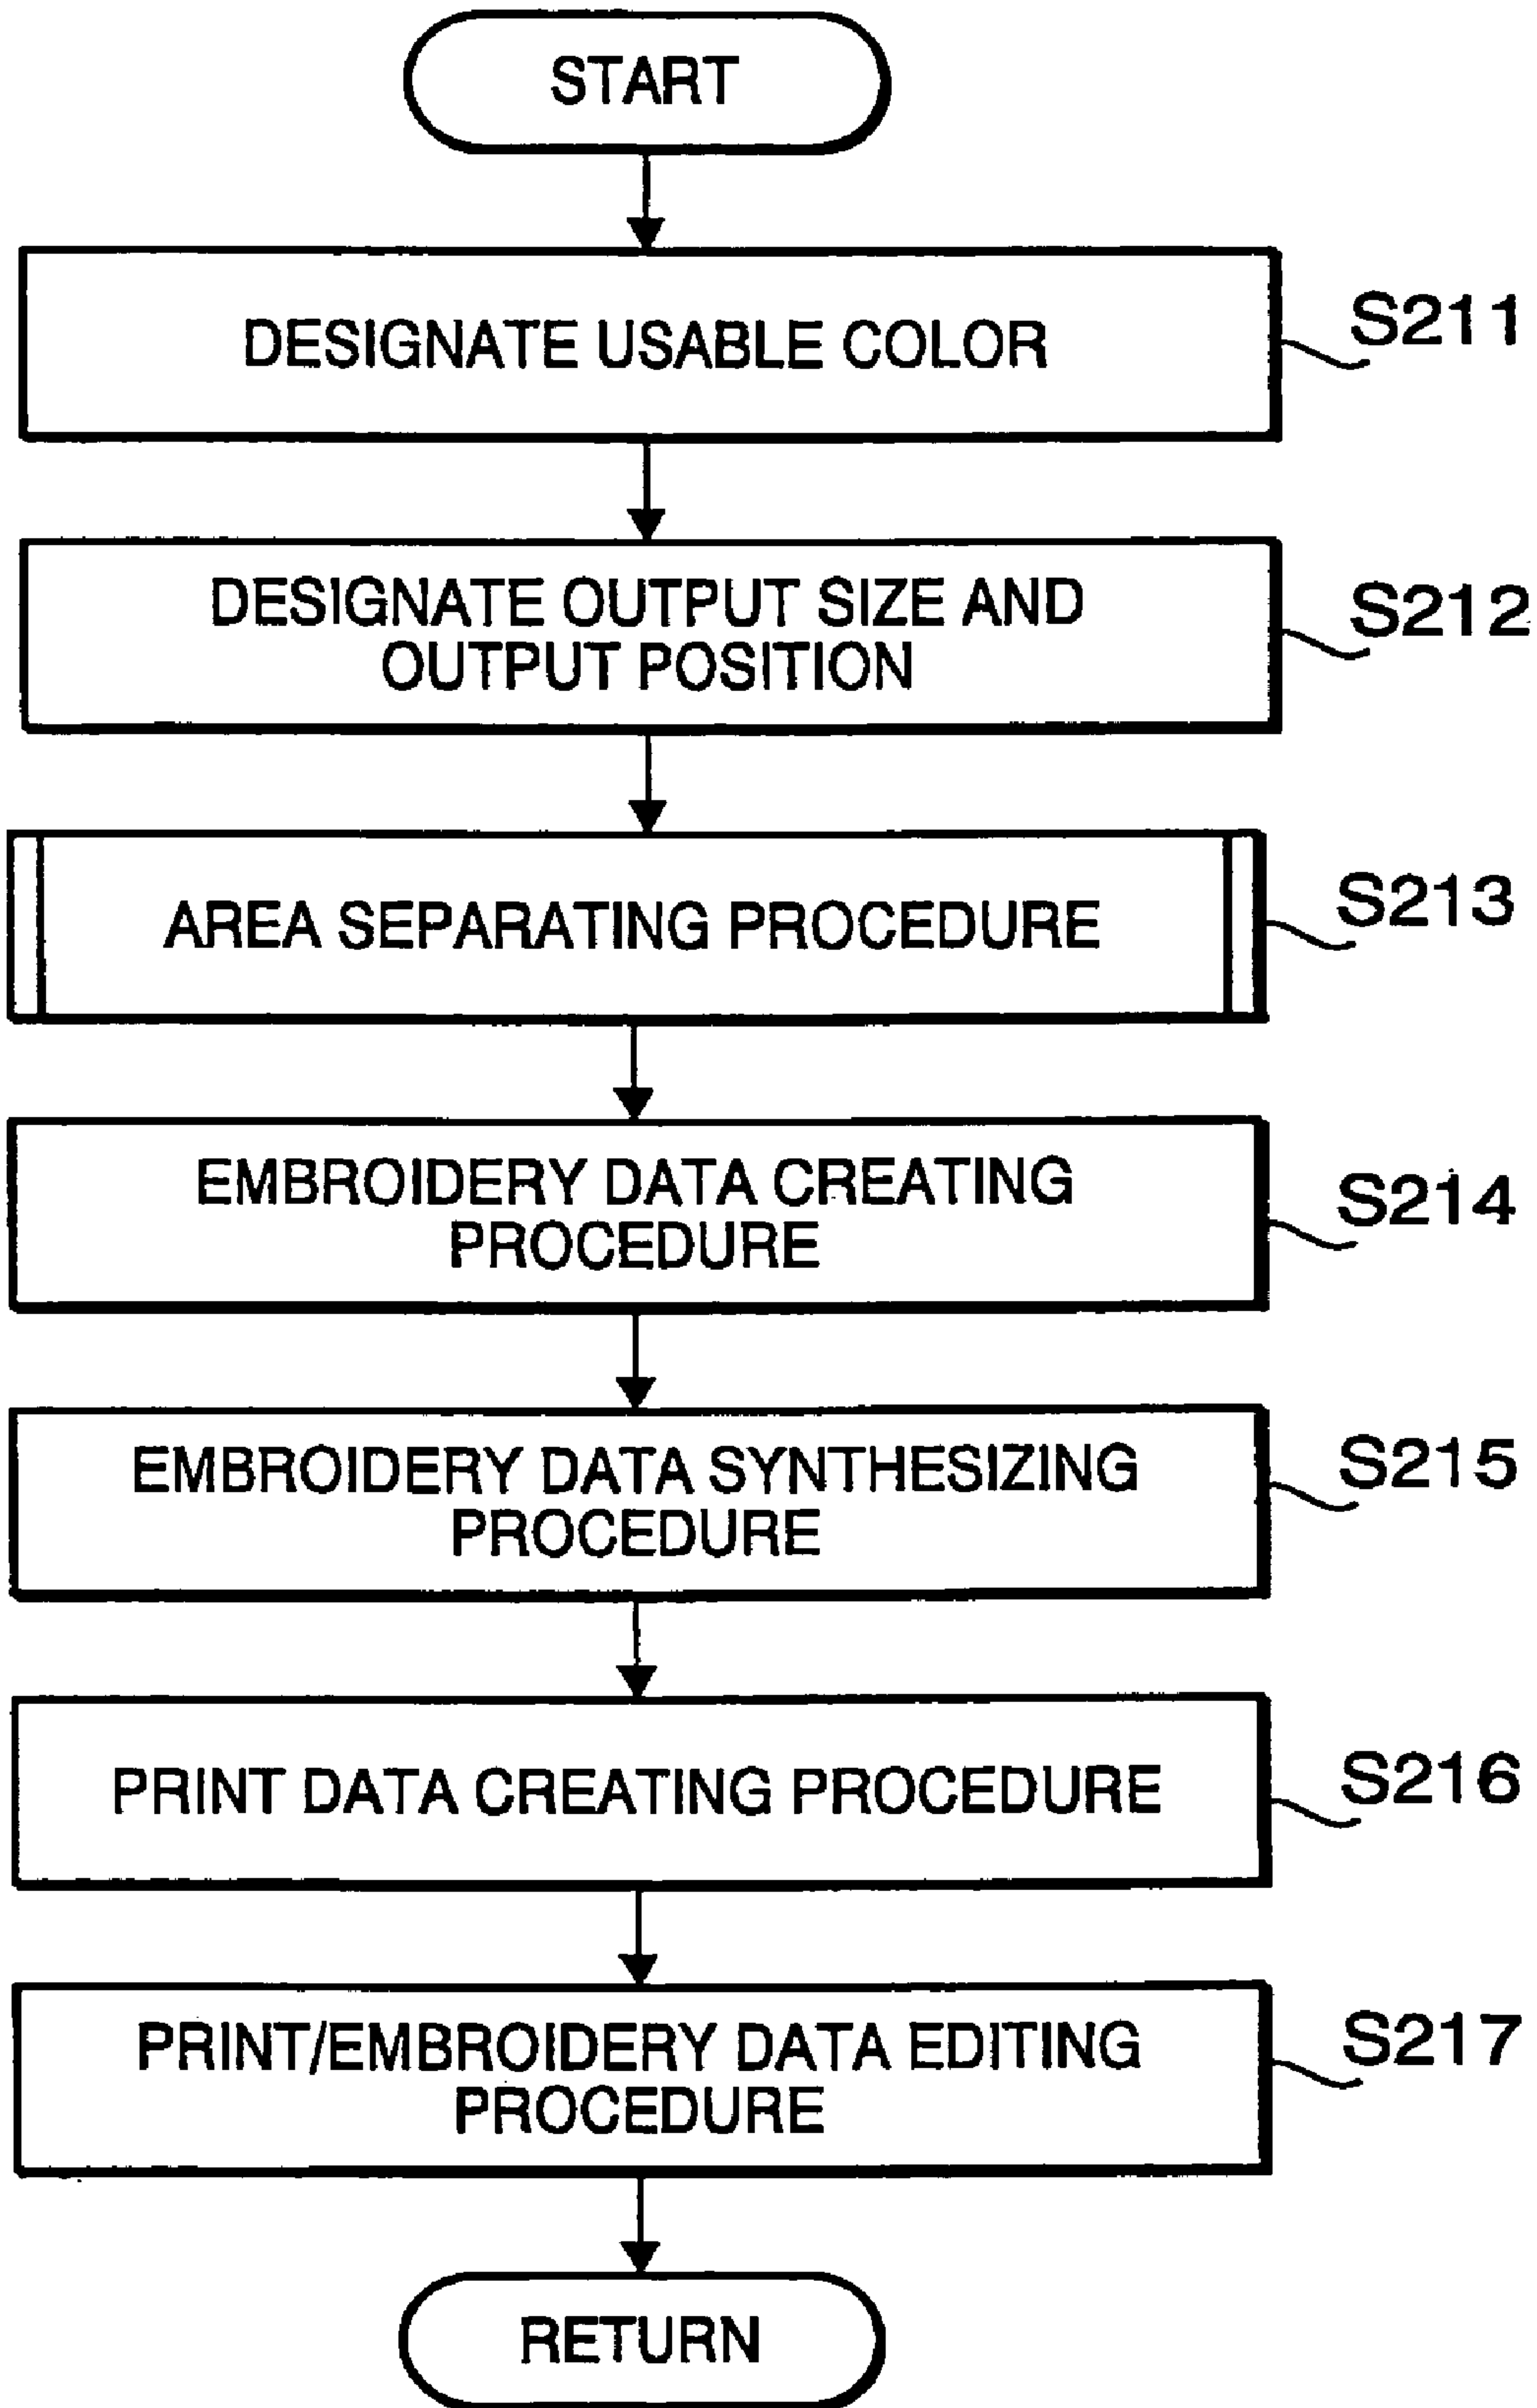 START
DESIGNATE USABLE COLOR
S211
DESIGNATE OUTPUT SIZE AND
OUTPUT POSITION
S212
AREA SEPARATING PROCEDURE
S213
EMBROIDERY DATA CREATING
PROCEDURE
S214
EMBROIDERY DATA SYNTHESIZING
PROCEDURE
S215
PRINT DATA CREATING PROCEDURE
S216
PRINT/EMBROIDERY DATA EDITING
PROCEDURE
S217
RETURN